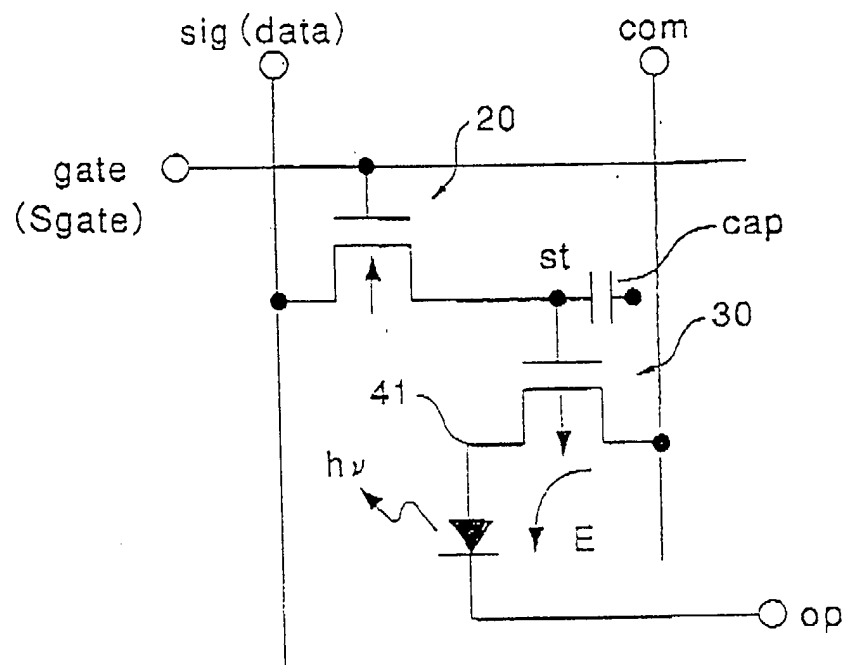 sig (data)
com
20
gate
(Sgate)
cap
st
30
41
hν
E
op